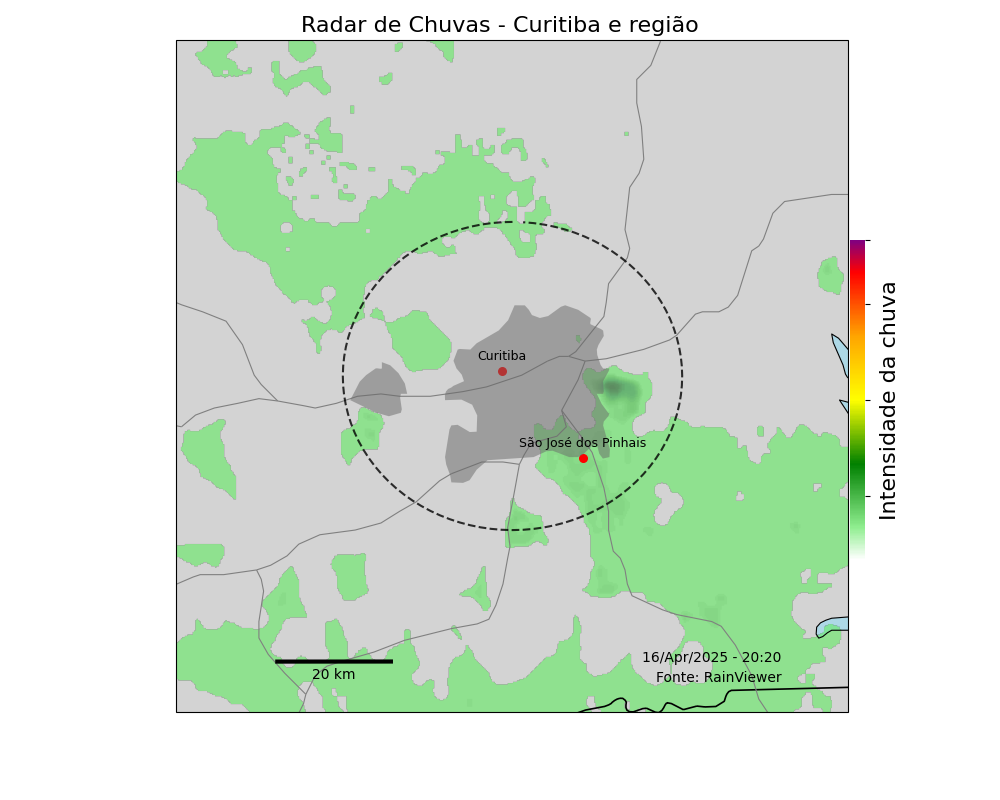 Radar de Chuvas - Curitiba e região
Curitiba
São José dos Pinhais
Intensidade da chuva
20 km
16/Apr/2025 - 20:20
Fonte: RainViewer